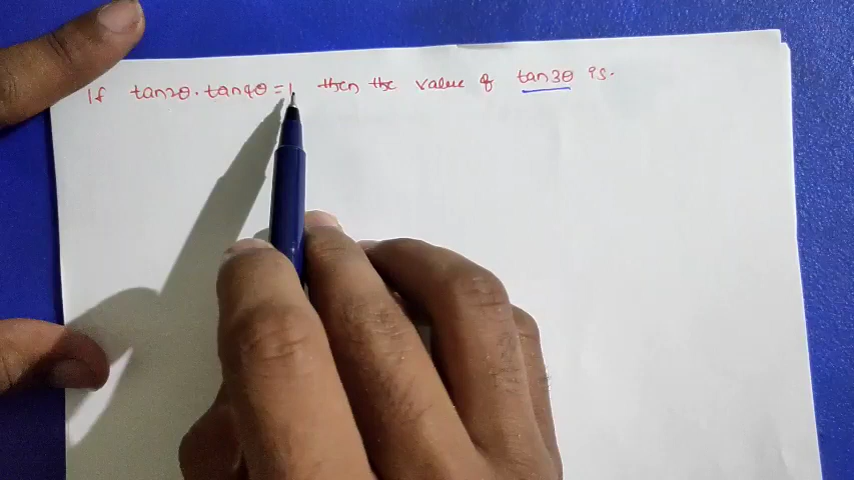 If tan2θ. tan4θ =1 then the value of tan3θ is.